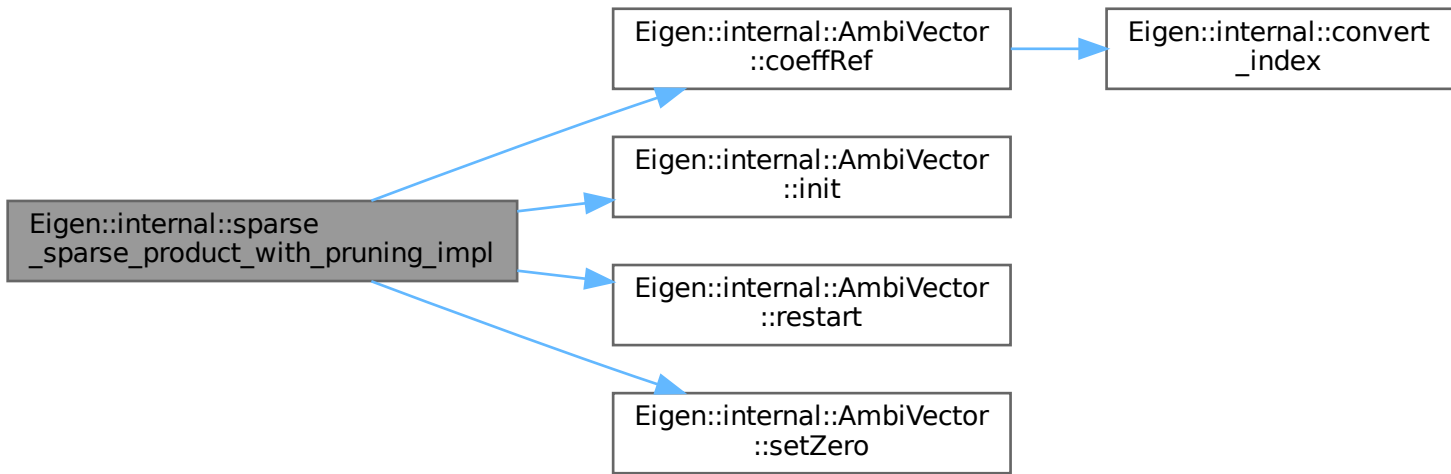 Eigen::internal::AmbiVector
::coeffRef
Eigen::internal::convert
_index
Eigen::internal::AmbiVector
::init
Eigen::internal::sparse
_sparse_product_with_pruning_impl
Eigen::internal::AmbiVector
::restart
Eigen::internal::AmbiVector
::setZero